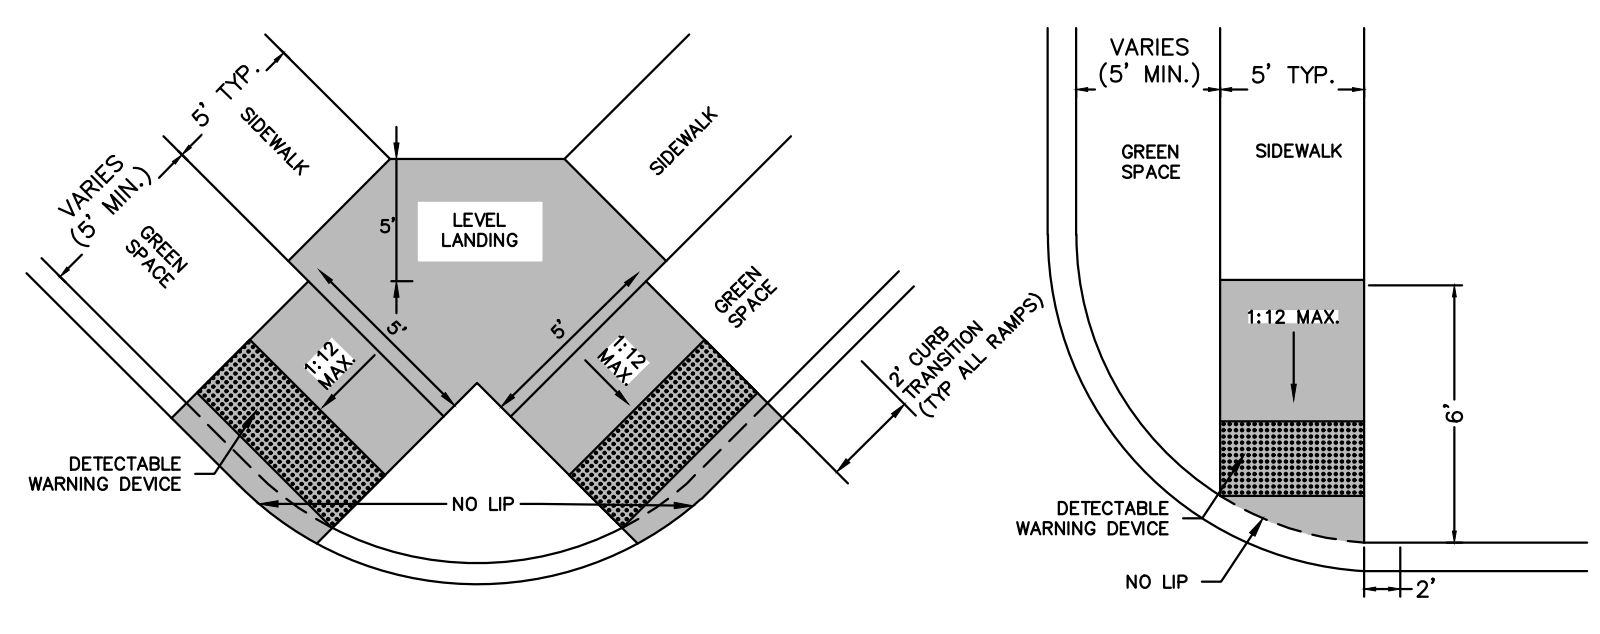 5' TYP.
SIDEWALK
VARIES
(5' MIN.)
GREEN
SPACE
5'
LEVEL
LANDING
SIDEWALK
GREEN
SPACE
5'
5'
1:12
MAX.
1:12
MAX.
2' CURB
TRANSITION
(TYP ALL RAMPS)
DETECTABLE
WARNING DEVICE
NO LIP
VARIES
(5' MIN.)
5' TYP.
GREEN
SPACE
SIDEWALK
1:12 MAX.
6'
DETECTABLE
WARNING DEVICE
NO LIP
2'